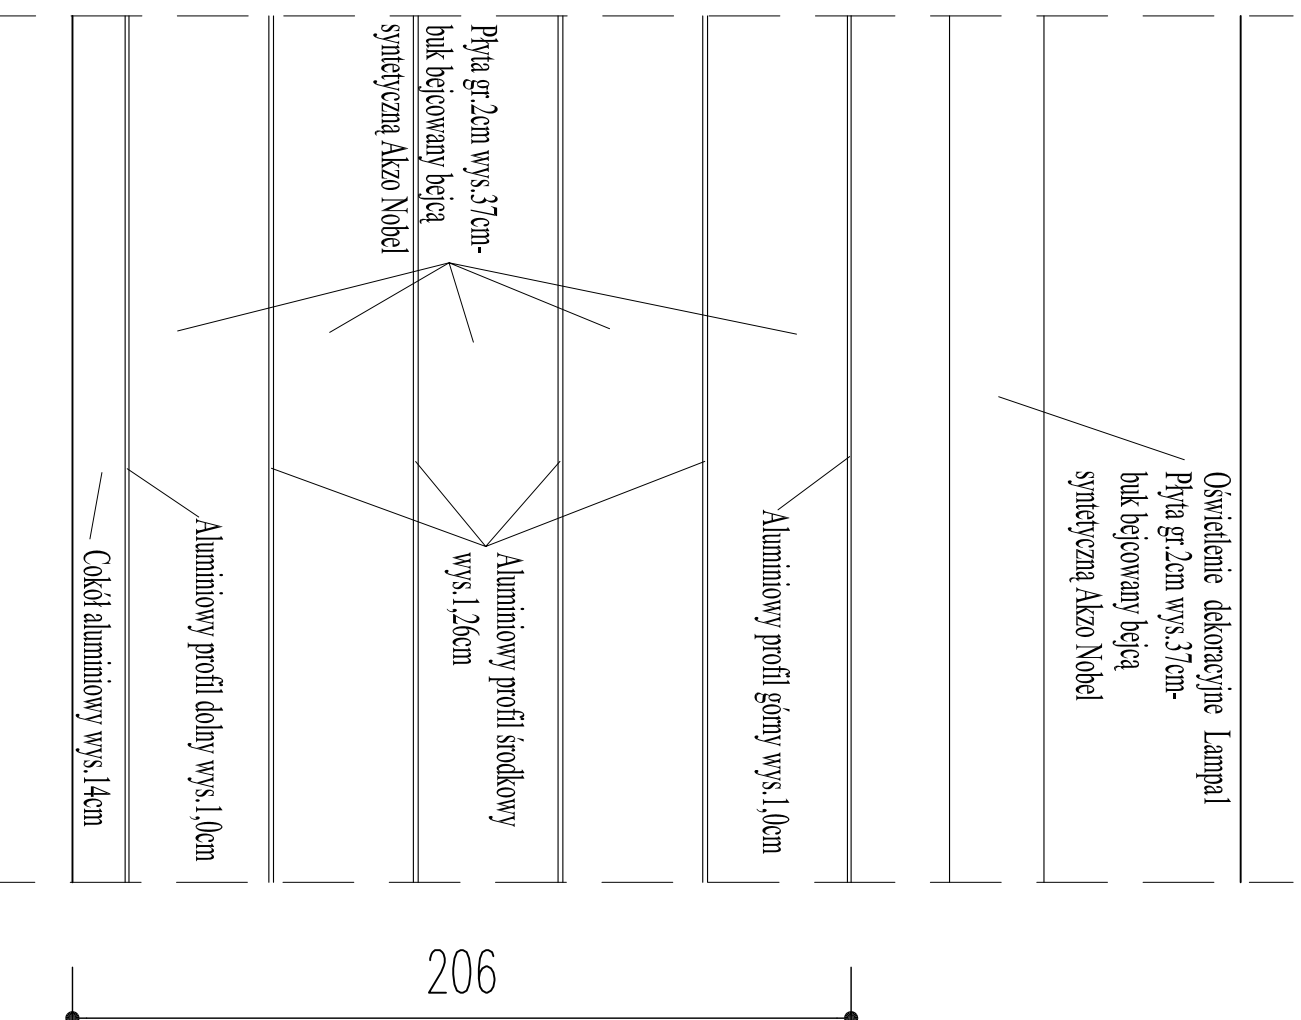 Płyta gr.2cm wys.37cm-
buk bejcowany bejcą
syntetyczną Akzo Nobel
Oświetlenie dekoracyjne Lampal
Płyta gr.2cm wys.37cm-
buk bejcowany bejcą
syntetyczną Akzo Nobel
Aluminiowy profil górny wys.1,0cm
Aluminiowy profil środkowy
wys.1,26cm
Aluminiowy profil dolny wys.1,0cm
Cokół aluminiowy wys.14cm
206